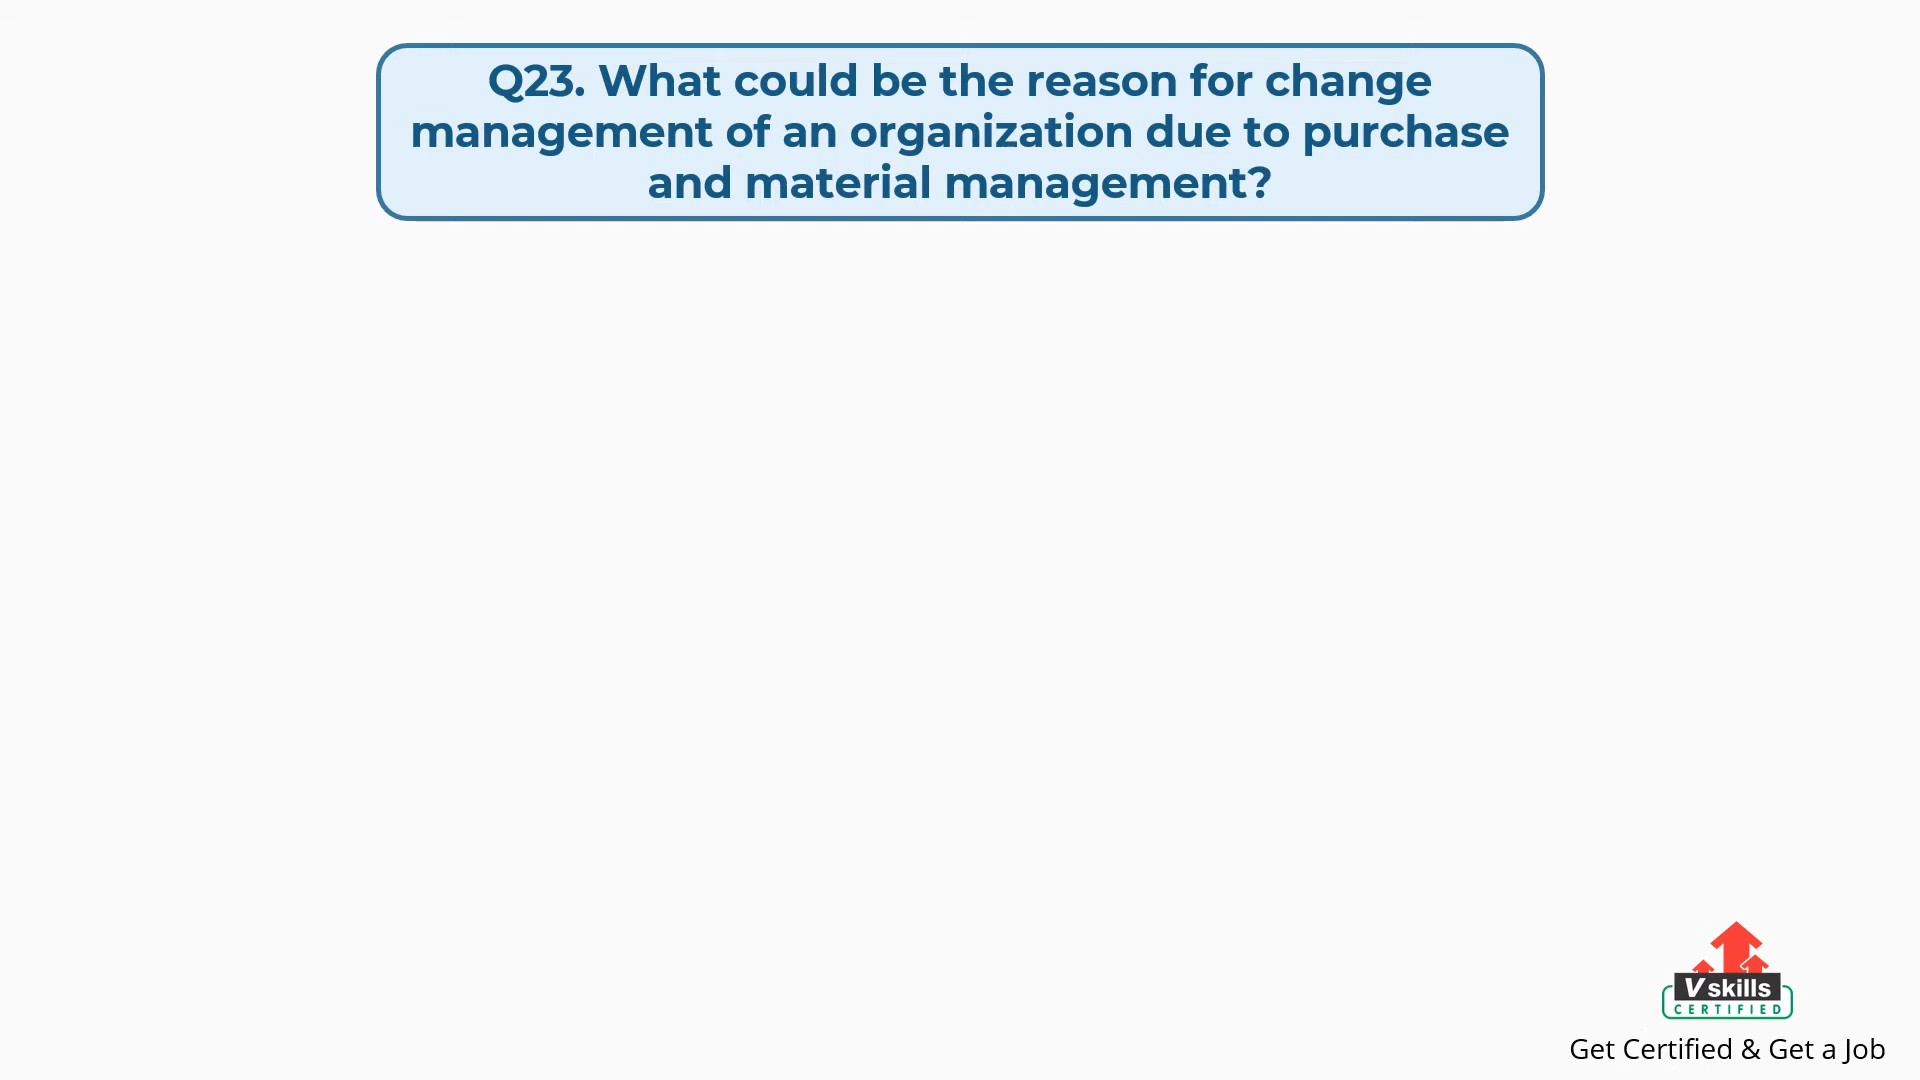 Q23. What could be the reason for change
management of an organization due to purchase
and material management?
Vskills
CERTIFIED
Get Certified & Get a Job